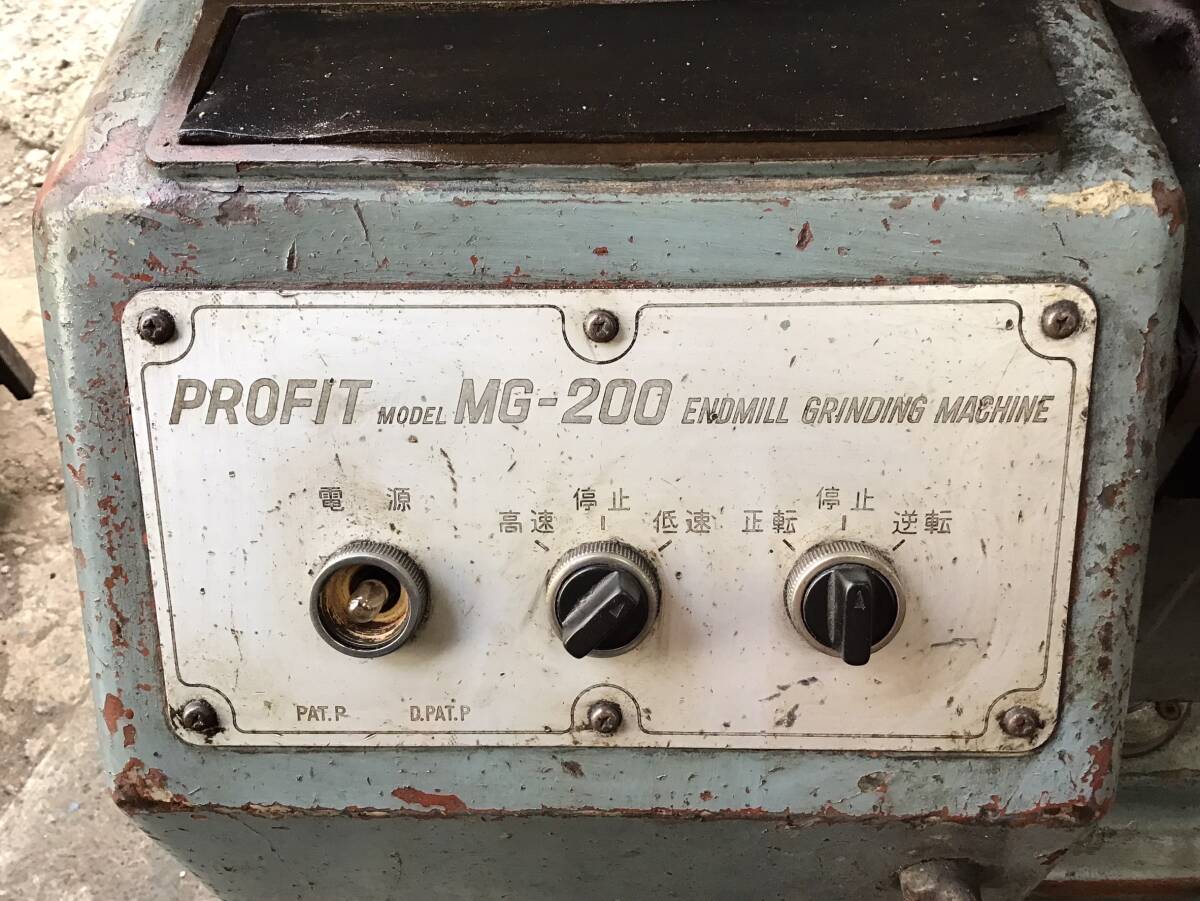 PROFIT MODEL MG-200 ENDMILL GRINDING MACHINE
電源
高速 停止 低速
正転 停止 逆転
PAT.P D.PAT.P